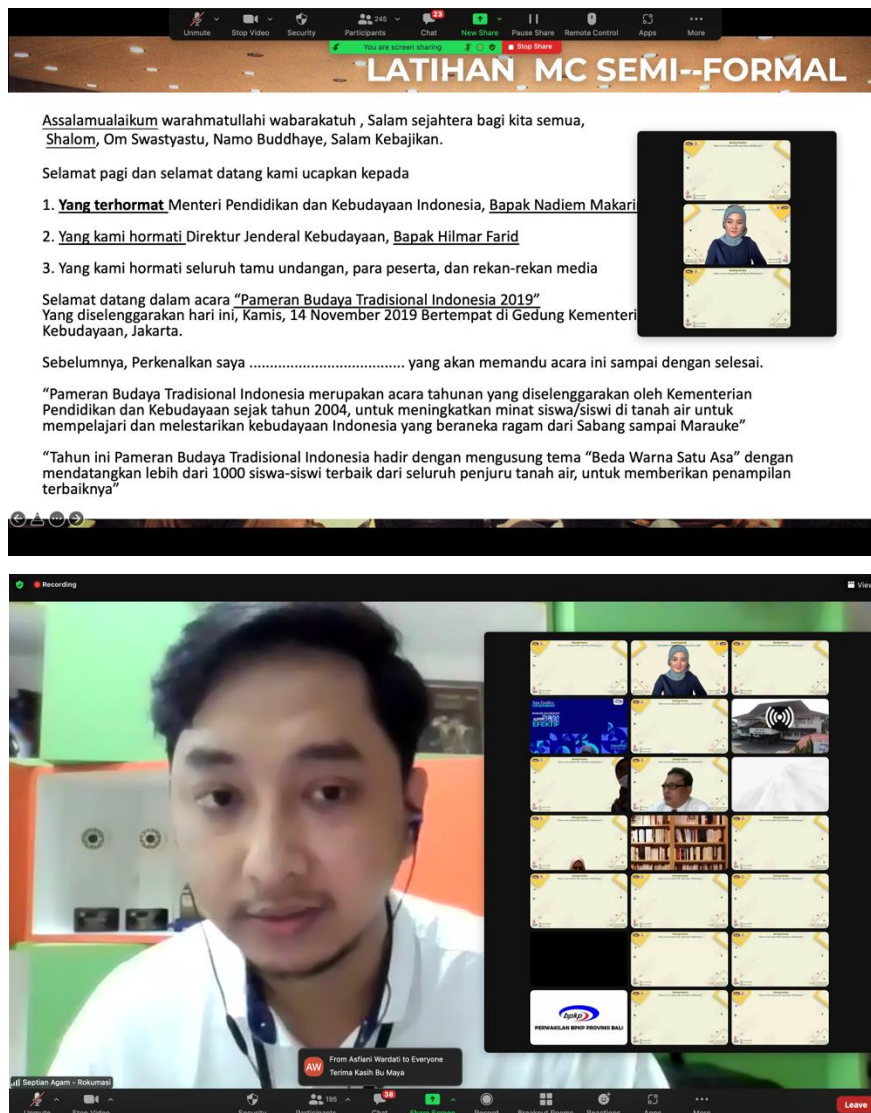 Unmute
Stop Video
Security
245
Participants
23
Chat
New Share
Pause Share
Remote Control
Apps
More
You are screen sharing
Stop Share
LATIHAN MC SEMI--FORMAL
Assalamualaikum warahmatullahi wabarakatuh , Salam sejahtera bagi kita semua,
Shalom, Om Swastyastu, Namo Buddhaye, Salam Kebajikan.
Selamat pagi dan selamat datang kami ucapkan kepada
1. Yang terhormat Menteri Pendidikan dan Kebudayaan Indonesia, Bapak Nadiem Makari
2. Yang kami hormati Direktur Jenderal Kebudayaan, Bapak Hilmar Farid
3. Yang kami hormati seluruh tamu undangan, para peserta, dan rekan-rekan media
Selamat datang dalam acara “Pameran Budaya Tradisional Indonesia 2019”
Yang diselenggarakan hari ini, Kamis, 14 November 2019 Bertempat di Gedung Kementeri
Kebudayaan, Jakarta.
Sebelumnya, Perkenalkan saya ...................................... yang akan memandu acara ini sampai dengan selesai.
“Pameran Budaya Tradisional Indonesia merupakan acara tahunan yang diselenggarakan oleh Kementerian
Pendidikan dan Kebudayaan sejak tahun 2004, untuk meningkatkan minat siswa/siswi di tanah air untuk
mempelajari dan melestarikan kebudayaan Indonesia yang beraneka ragam dari Sabang sampai Marauke”
“Tahun ini Pameran Budaya Tradisional Indonesia hadir dengan mengusung tema “Beda Warna Satu Asa” dengan
mendatangkan lebih dari 1000 siswa-siswi terbaik dari seluruh penjuru tanah air, untuk memberikan penampilan
terbaiknya”
Recording
View
EFEKTIF
bpkp
PERWAKILAN BPKP PROVINSI BALI
AW
From Asfiani Wardati to Everyone
Terima Kasih Bu Maya
Septian Agam - Rokumasi
195
38
Unmute
Stop Video
Security
Participants
Chat
Share Screen
Record
Breakout Rooms
Reactions
Apps
More
Leave